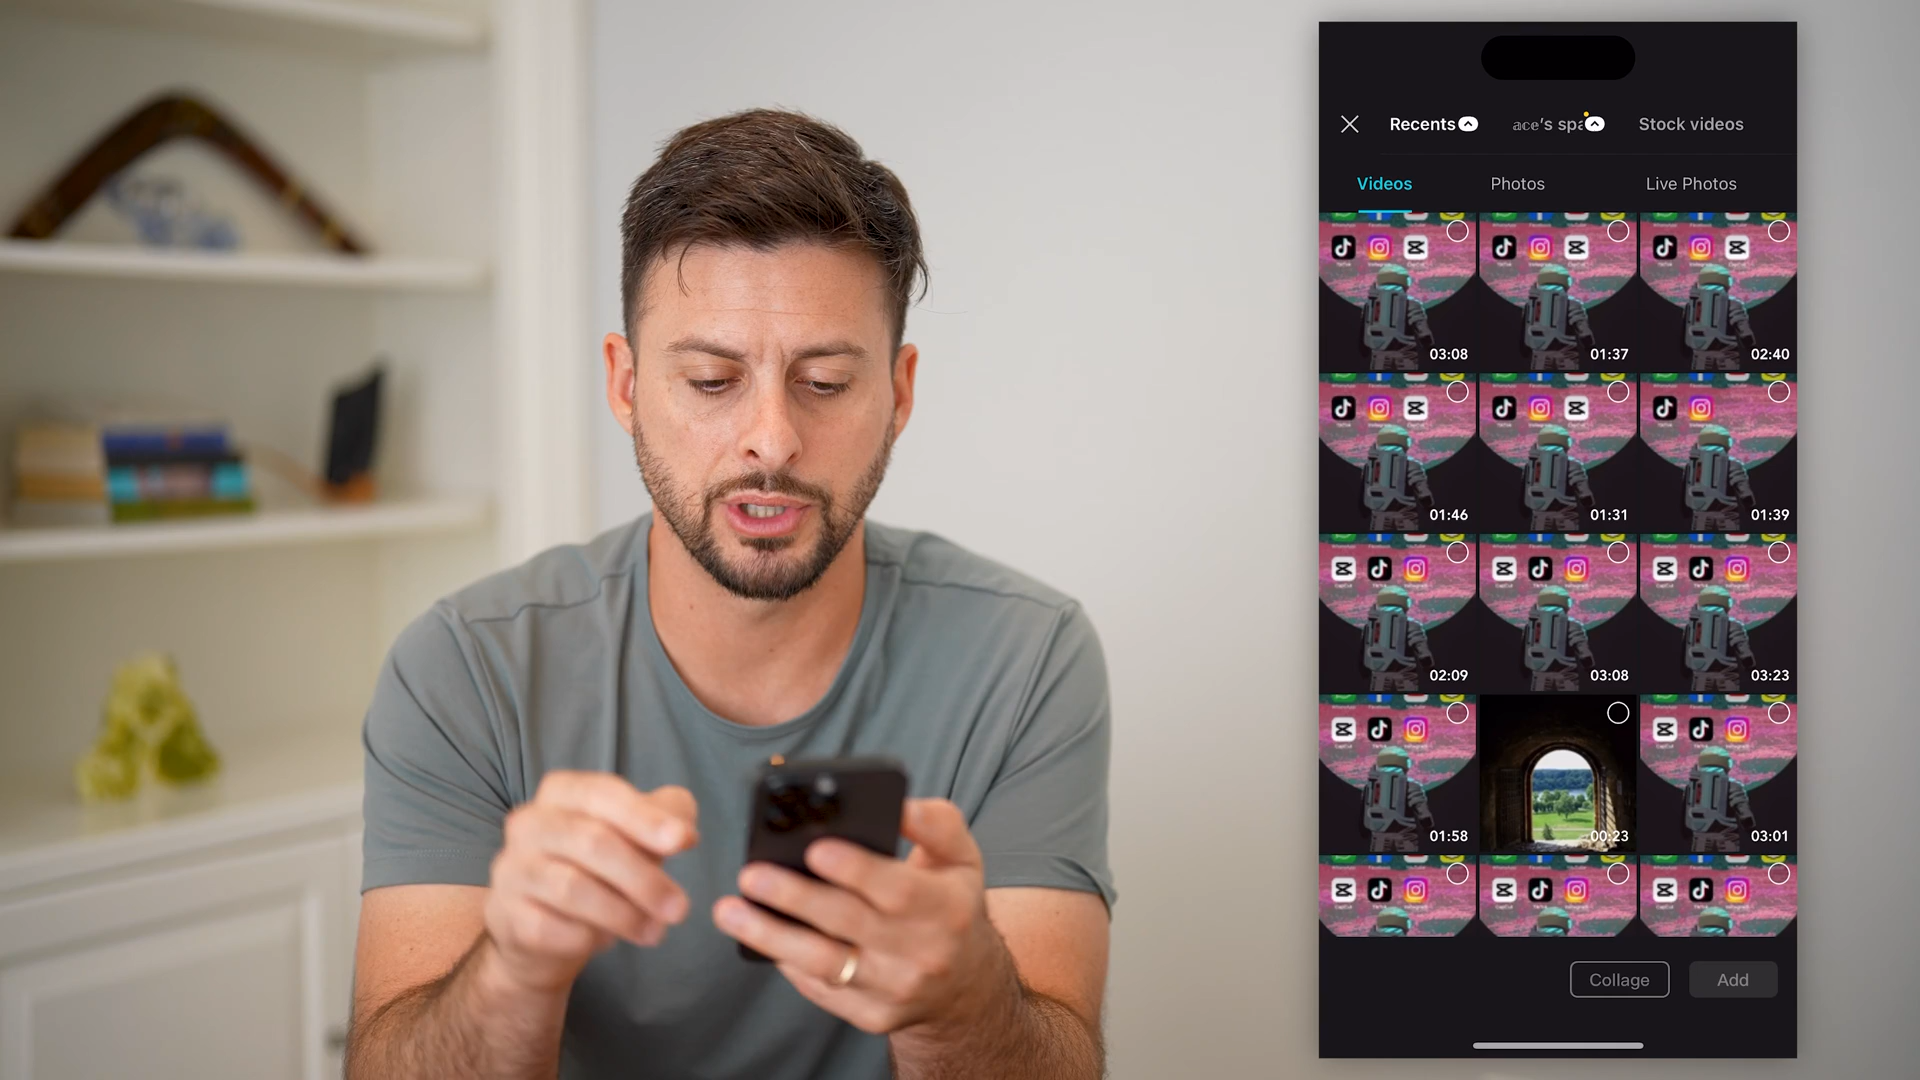 Recents ace's spa Stock videos
Videos Photos Live Photos
03:08 01:37 02:40
01:46 01:31 01:39
02:09 03:08 03:23
01:58 00:23 03:01
Collage Add